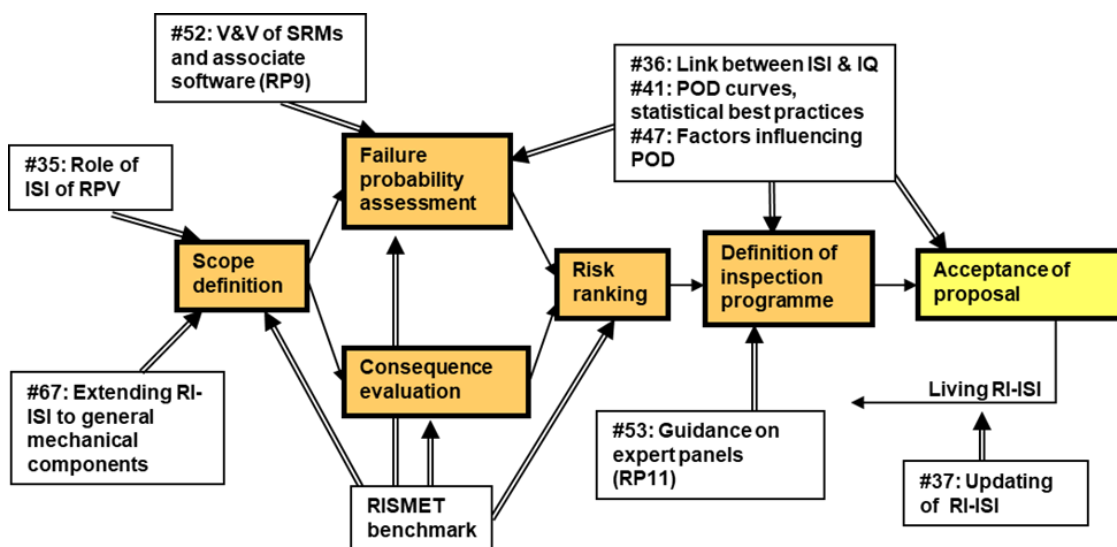 #52: V&V of SRMs
and associate
software (RP9)
#36: Link between ISI & IQ
#41: POD curves,
statistical best practices
#47: Factors influencing
POD
#35: Role of
ISI of RPV
Failure
probability
assessment
Scope
definition
Risk
ranking
Definition of
inspection
programme
Acceptance of
proposal
Consequence
evaluation
Living RI-ISI
#67: Extending RI-
ISI to general
mechanical
components
#53: Guidance on
expert panels
(RP11)
#37: Updating
of RI-ISI
RISMET
benchmark